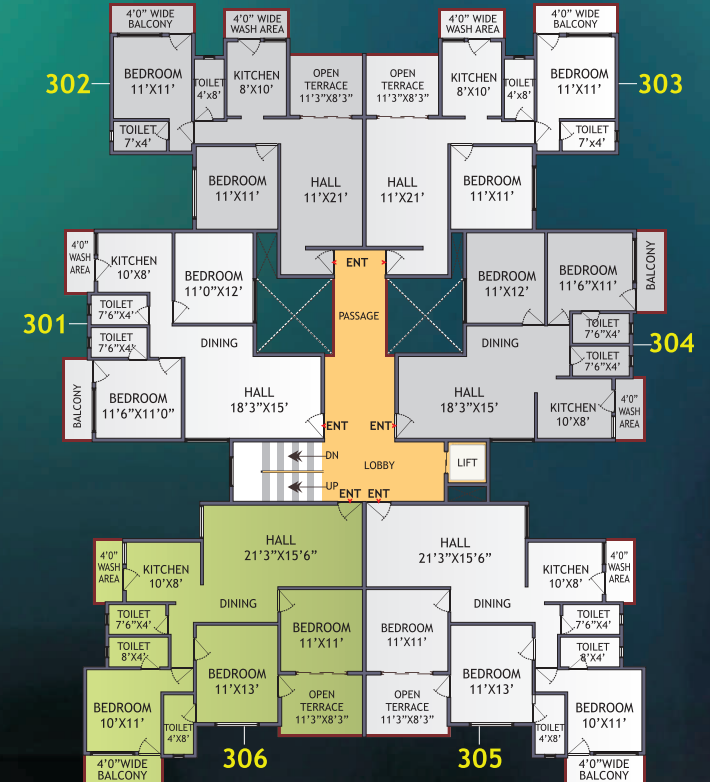 4'0" WIDE
BALCONY
4'0" WIDE
WASH AREA
4'0" WIDE
WASH AREA
4'0" WIDE
BALCONY
302
BEDROOM
11'X11'
TOILET
4'x8'
KITCHEN
8'X10'
OPEN
TERRACE
11'3"X8'3"
OPEN
TERRACE
11'3"X8'3"
KITCHEN
8'X10'
TOILET
4'x8'
BEDROOM
11'X11'
303
TOILET
7'x4'
TOILET
7'x4'
BEDROOM
11'X11'
HALL
11'X21'
HALL
11'X21'
BEDROOM
11'X11'
4'0"
WASH
AREA
KITCHEN
10'X8'
BEDROOM
11'0"X12'
ENT
BEDROOM
11'X12'
BEDROOM
11'6"X11'
BALCONY
301
TOILET
7'6"X4'
TOILET
7'6"X4'
DINING
PASSAGE
DINING
TOILET
7'6"X4'
TOILET
7'6"X4'
304
BALCONY
BEDROOM
11'6"X11'0"
HALL
18'3"X15'
HALL
18'3"X15'
KITCHEN
10'X8'
4'0"
WASH
AREA
ENT
ENT
DN
UP
LOBBY
LIFT
ENT
ENT
4'0"
WASH
AREA
KITCHEN
10'X8'
HALL
21'3"X15'6"
HALL
21'3"X15'6"
KITCHEN
10'X8'
4'0"
WASH
AREA
TOILET
7'6"X4'
DINING
DINING
TOILET
7'6"X4'
TOILET
8'X4'
BEDROOM
11'X11'
BEDROOM
11'X11'
TOILET
8'X4'
BEDROOM
10'X11'
BEDROOM
11'X13'
BEDROOM
11'X13'
BEDROOM
10'X11'
TOILET
4'X8'
OPEN
TERRACE
11'3"X8'3"
OPEN
TERRACE
11'3"X8'3"
TOILET
4'X8'
306
305
4'0"WIDE
BALCONY
4'0" WIDE
BALCONY